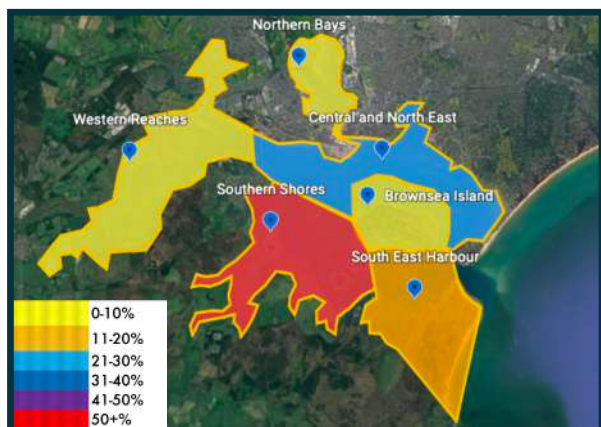 Northern Bays
Western Reaches
Central and North East
Southern Shores
Brownsea Island
South East Harbour
0-10%
11-20%
21-30%
31-40%
41-50%
50+%